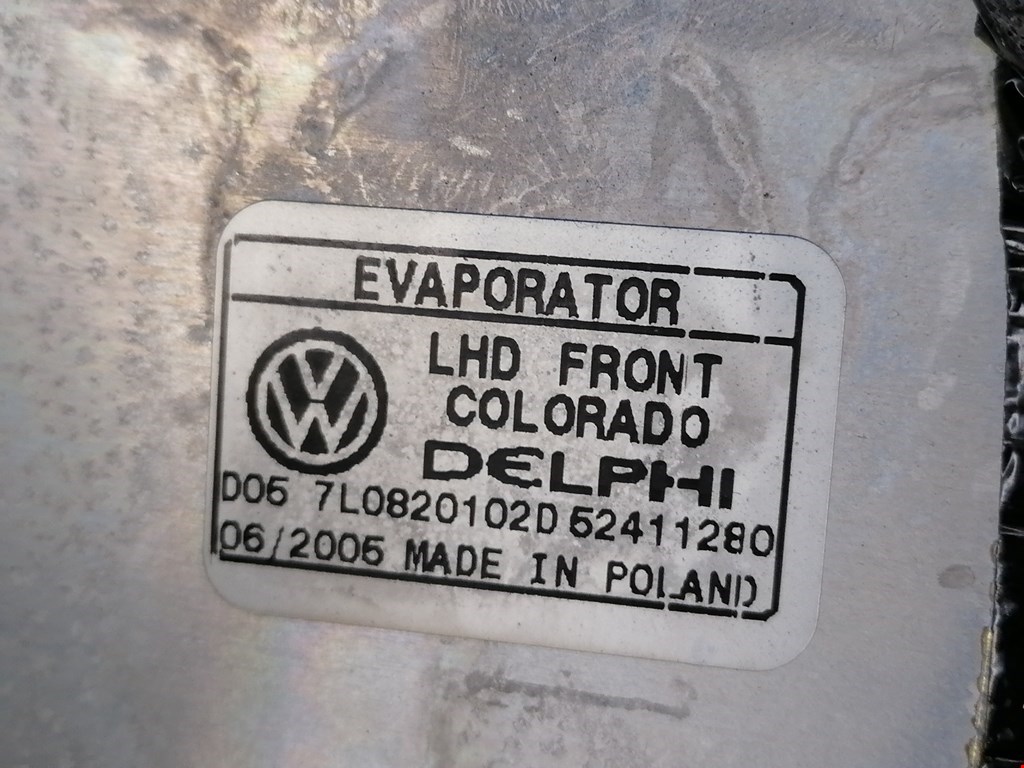 EVAPORATOR
LHD FRONT
COLORADO
DELPHI
D05 7L0820102D 52411280
06/2005 MADE IN POLAND